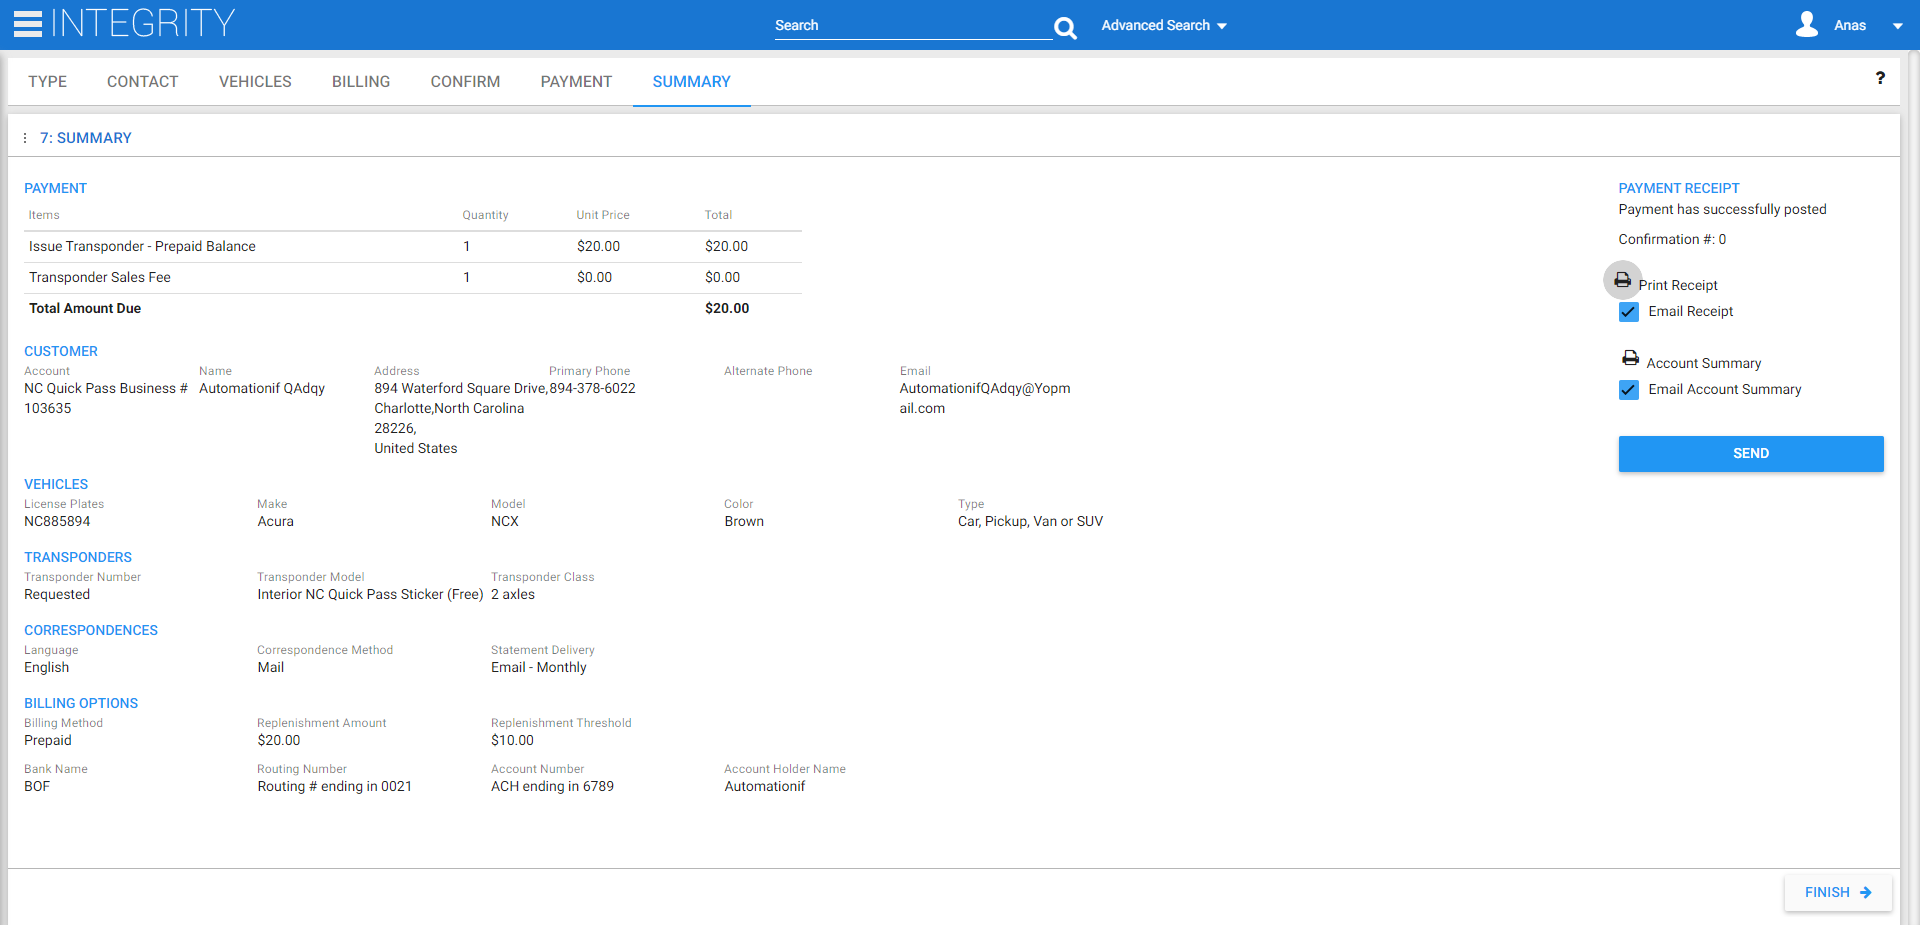 INTEGRITY
Search
Advanced Search
Anas
TYPE CONTACT VEHICLES BILLING CONFIRM PAYMENT SUMMARY
?
7: SUMMARY
PAYMENT
Items Quantity Unit Price Total
Issue Transponder - Prepaid Balance 1 $20.00 $20.00
Transponder Sales Fee 1 $0.00 $0.00
Total Amount Due $20.00
CUSTOMER
Account Name Address Primary Phone Alternate Phone Email
NC Quick Pass Business # Automationif QAdqy 894 Waterford Square Drive, 894-378-6022 AutomationifQAdqy@Yopm
103635 Charlotte,North Carolina ail.com
28226,
United States
VEHICLES
License Plates Make Model Color Type
NC885894 Acura NCX Brown Car, Pickup, Van or SUV
TRANSPONDERS
Transponder Number Transponder Model Transponder Class
Requested Interior NC Quick Pass Sticker (Free) 2 axles
CORRESPONDENCES
Language Correspondence Method Statement Delivery
English Mail Email - Monthly
BILLING OPTIONS
Billing Method Replenishment Amount Replenishment Threshold
Prepaid $20.00 $10.00
Bank Name Routing Number Account Number Account Holder Name
BOF Routing # ending in 0021 ACH ending in 6789 Automationif
PAYMENT RECEIPT
Payment has successfully posted
Confirmation #: 0
Print Receipt
Email Receipt
Account Summary
Email Account Summary
SEND
FINISH